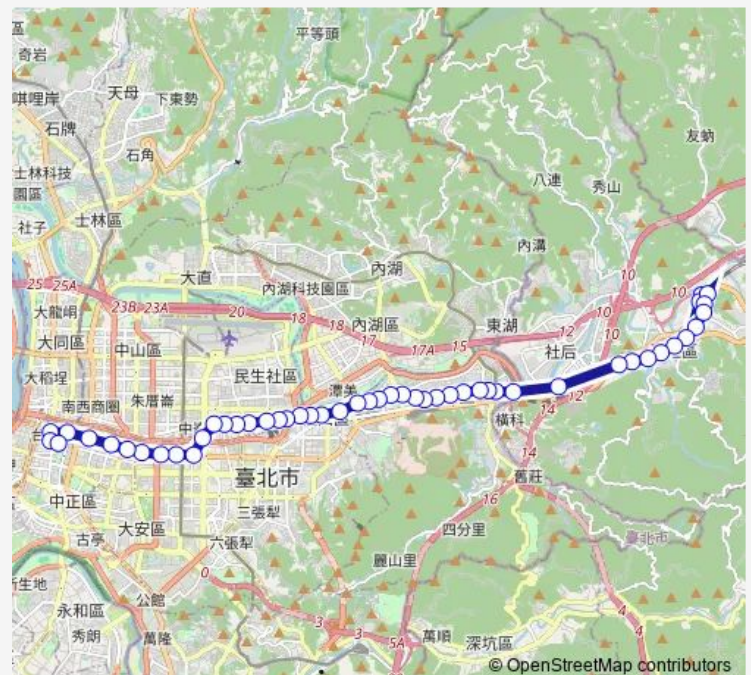 區
平等頭
奇岩
天母
唭哩岸
下東勢
石牌
友蚋
石角
八連
士林科技
園區
秀山
士林區
社子
內溝
大直
內湖
10
25
25A
內湖科技園區
10
23B
23A
20
18
大龍峒
18
東湖
12
10
內湖區
17
大同區
中山區
17A
15
社后
民生社區
大稻埕
朱厝崙
潭美
12
南西商圈
14
橫科
14
臺北市
舊莊
中正區
三張犁
16
大安區
四分里
古亭
六張犁
臺北市
麗山里
0
公館
3
永和區
4
3
秀朗
萬隆
5A
萬順
深坑區
4
© OpenStreetMap contributors